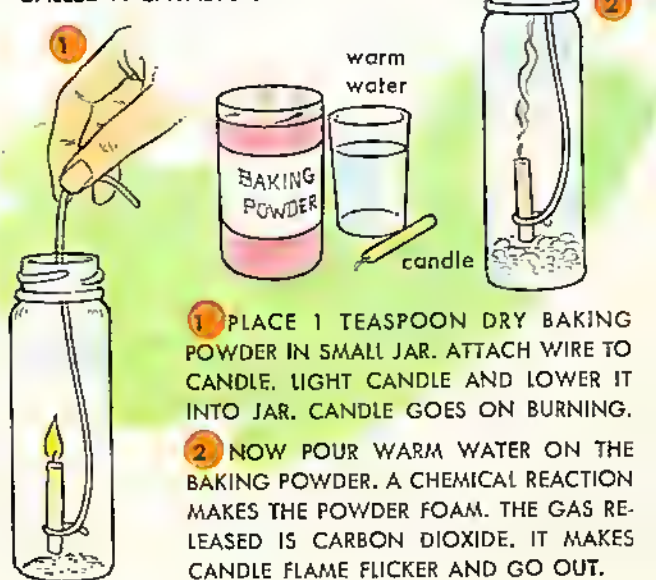 1
2
warm
water
BAKING
POWDER
candle
1 PLACE 1 TEASPOON DRY BAKING
POWDER IN SMALL JAR. ATTACH WIRE TO
CANDLE. LIGHT CANDLE AND LOWER IT
INTO JAR. CANDLE GOES ON BURNING.
2 NOW POUR WARM WATER ON THE
BAKING POWDER. A CHEMICAL REACTION
MAKES THE POWDER FOAM. THE GAS RE-
LEASED IS CARBON DIOXIDE. IT MAKES
CANDLE FLAME FLICKER AND GO OUT.